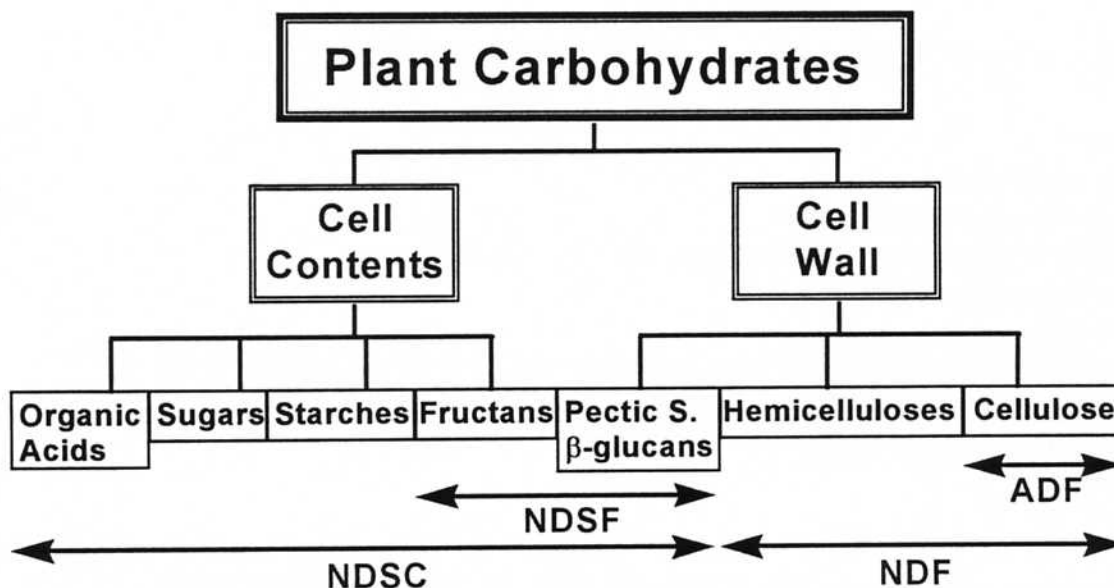 Plant Carbohydrates
Cell
Contents
Cell
Wall
Organic
Acids
Sugars
Starches
Fructans
Pectic S.
β-glucans
Hemicelluloses
Cellulose
ADF
NDSF
NDSC
NDF